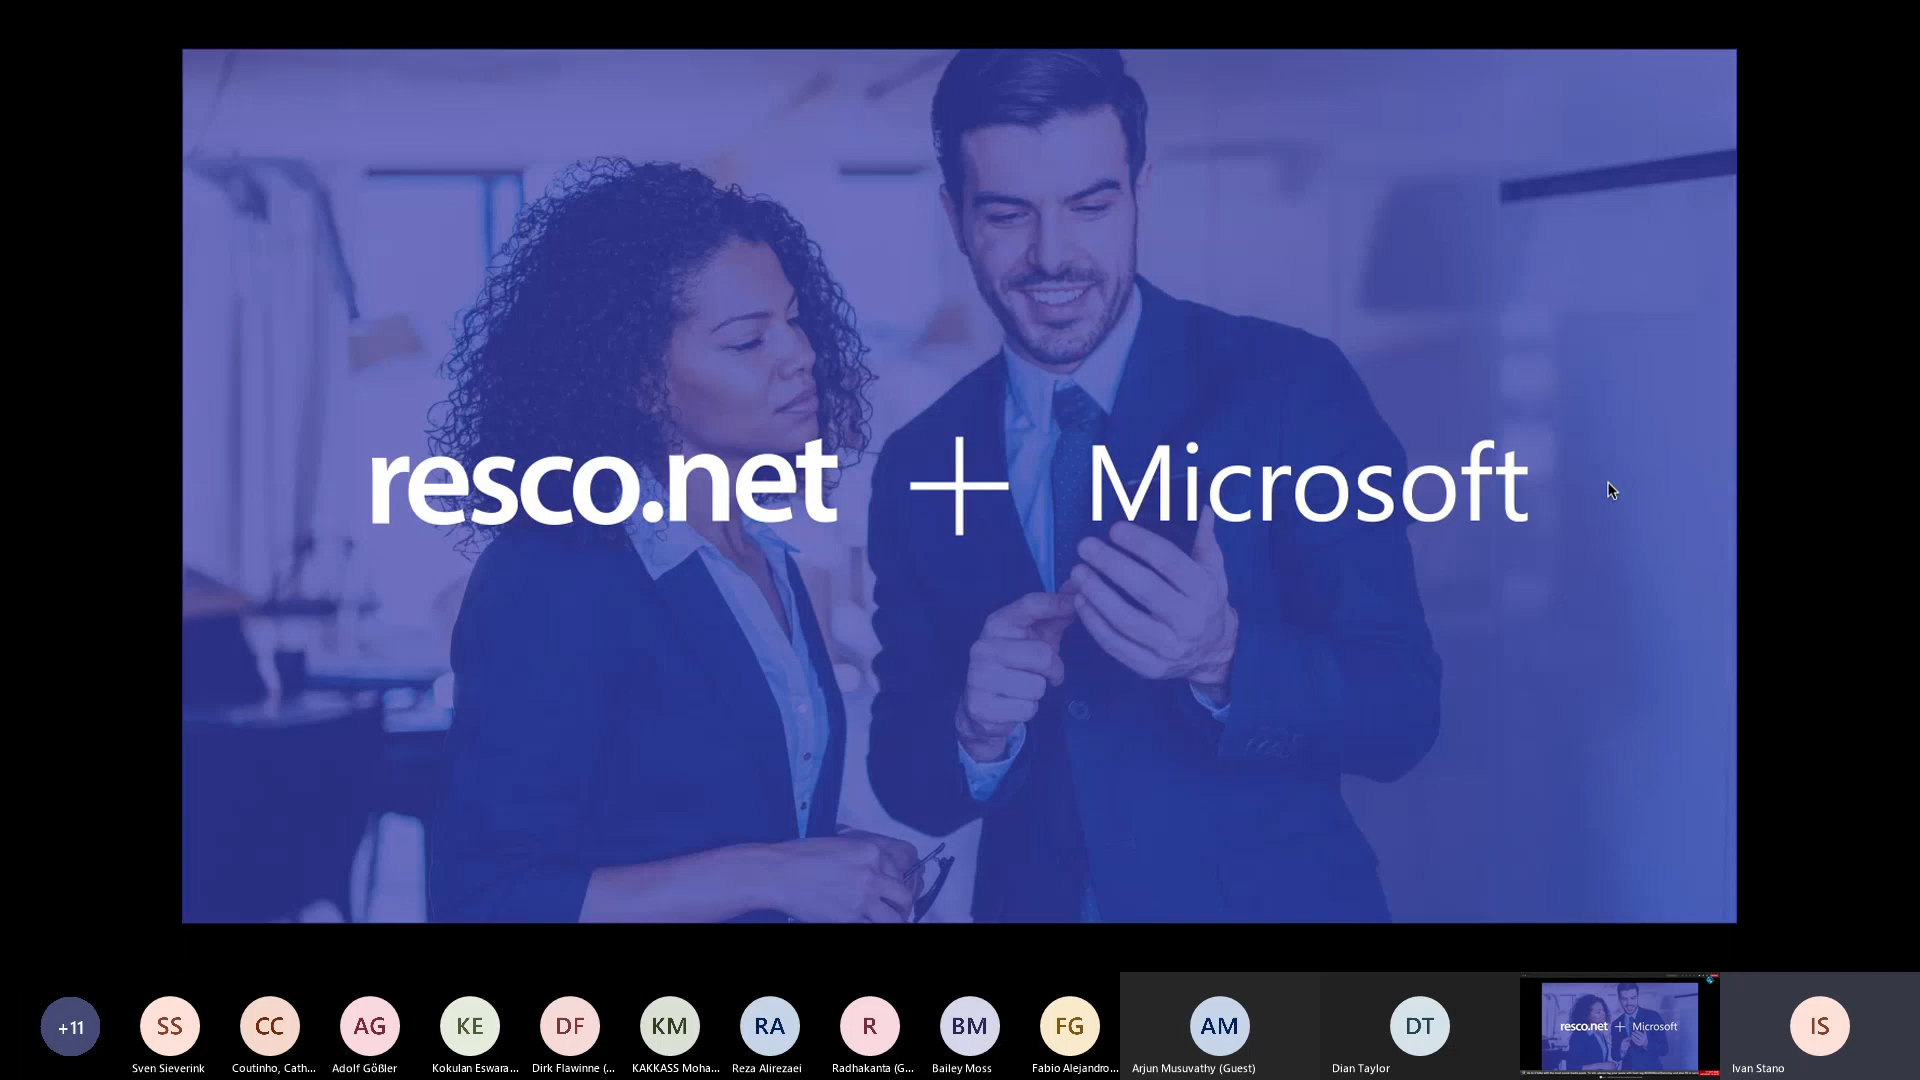 resco.net + Microsoft
+11
SS
CC
AG
KE
DF
KM
RA
R
BM
FG
AM
DT
resco.net + Microsoft
IS
Sven Sieverink
Coutinho, Cath...
Adolf Gößler
Kokulan Eswara...
Dirk Flawinne (...
KAKKASS Moha...
Reza Alirezaei
Radhakanta (G...
Bailey Moss
Fabio Alejandro...
Arjun Musuvathy (Guest)
Dian Taylor
Ivan Stano